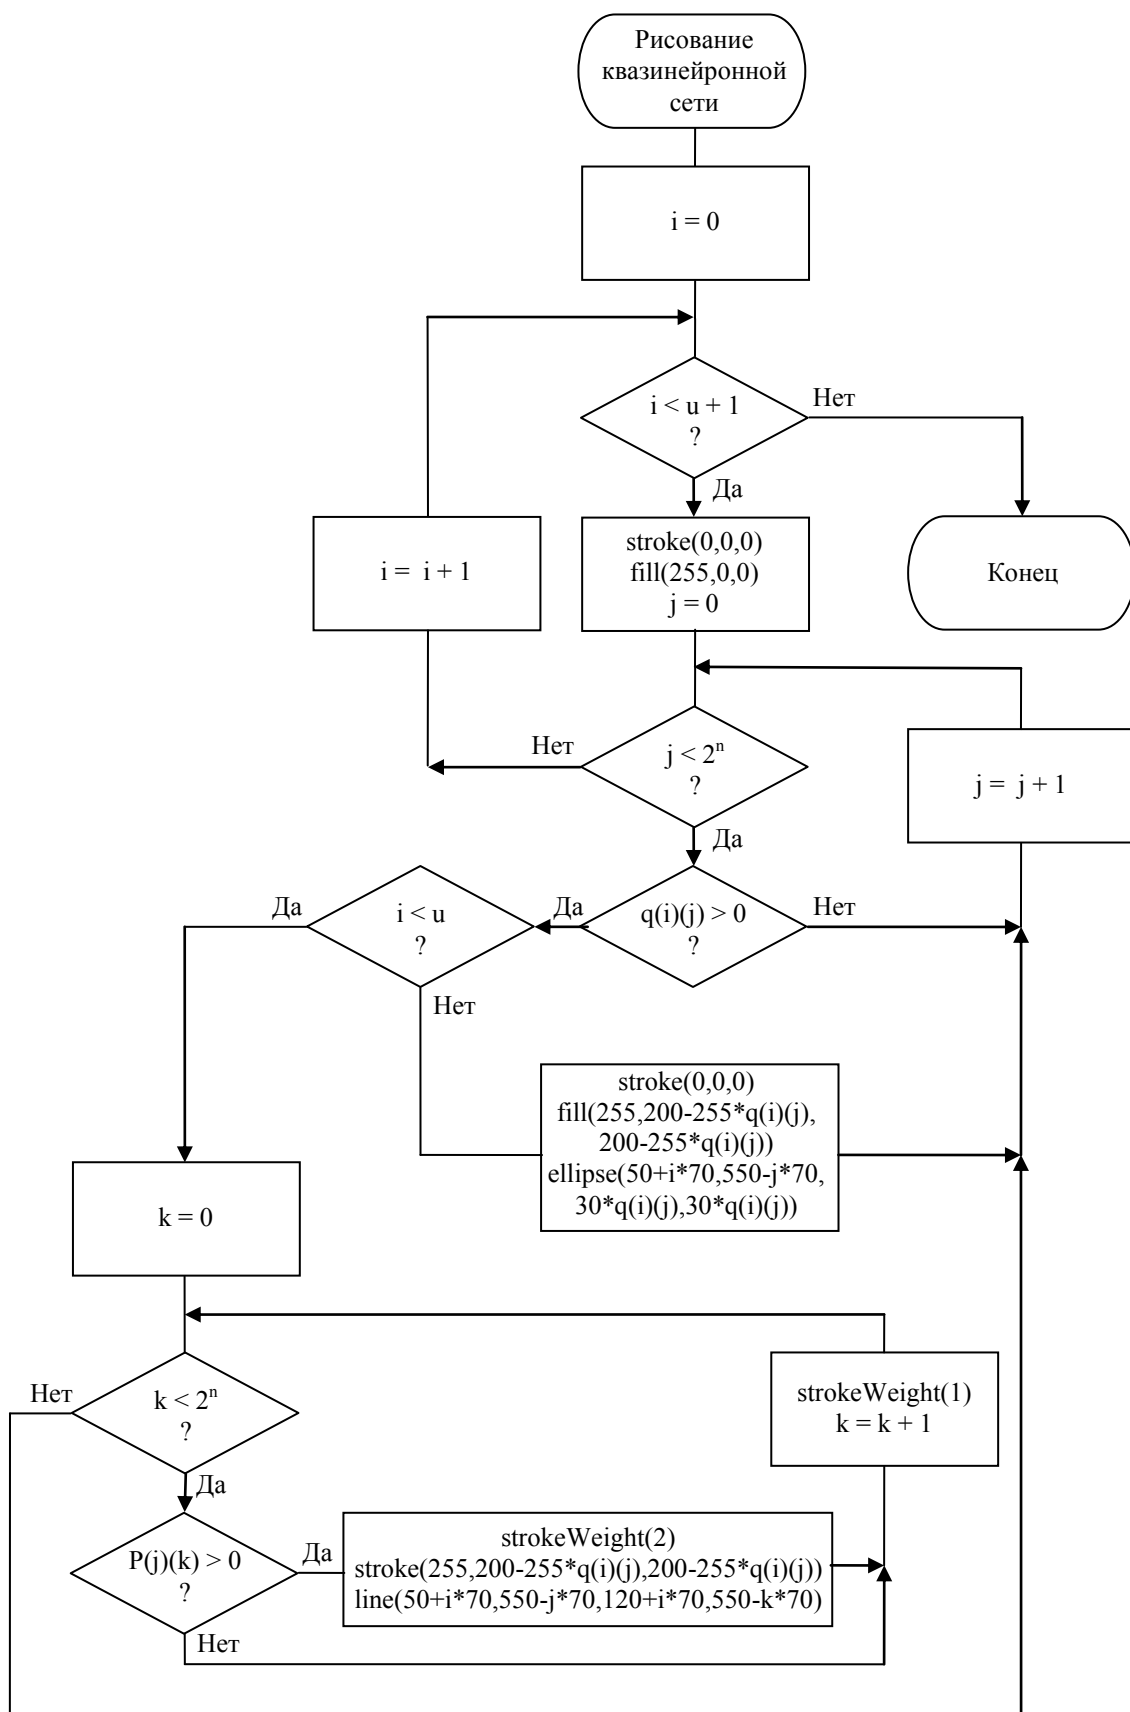 Рисование
квазинейронной
сети
i = 0
i < u + 1
?
Нет
Да
i = i + 1
stroke(0,0,0)
fill(255,0,0)
j = 0
Конец
Нет
j < 2ⁿ
?
j = j + 1
Да
Да
i < u
?
Да
q(i)(j) > 0
?
Нет
Нет
stroke(0,0,0)
fill(255,200-255*q(i)(j),
200-255*q(i)(j))
ellipse(50+i*70,550-j*70,
30*q(i)(j),30*q(i)(j))
k = 0
Нет
k < 2ⁿ
?
strokeWeight(1)
k = k + 1
Да
P(j)(k) > 0
?
Да
strokeWeight(2)
stroke(255,200-255*q(i)(j),200-255*q(i)(j))
line(50+i*70,550-j*70,120+i*70,550-k*70)
Нет